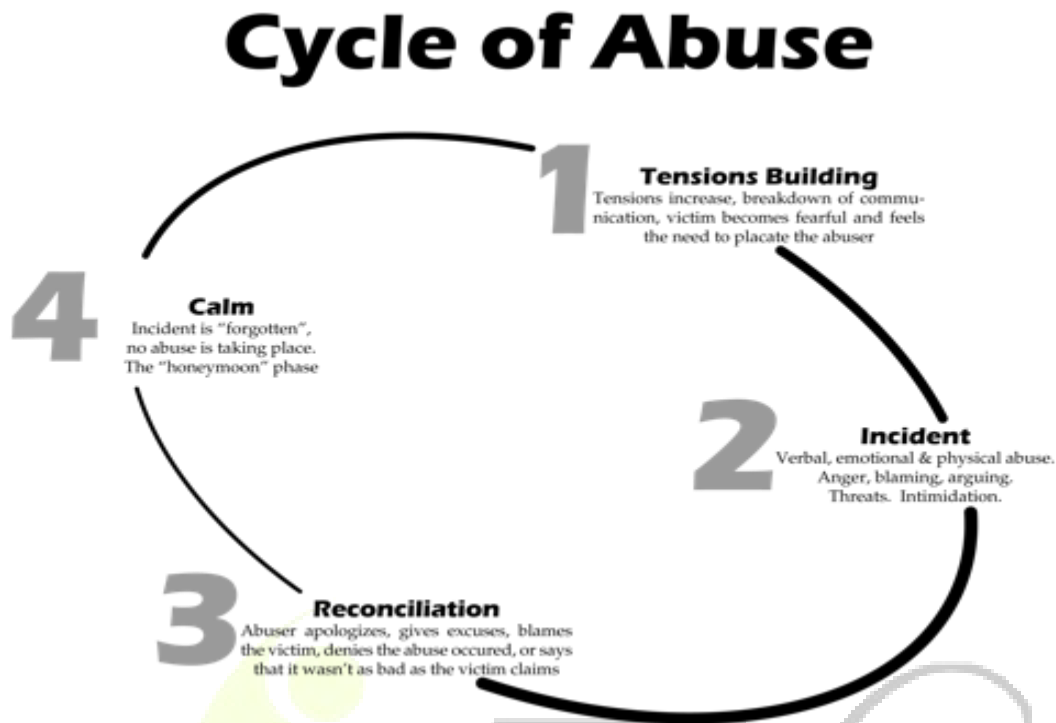 Cycle of Abuse
1
Tensions Building
Tensions increase, breakdown of commu-
nication, victim becomes fearful and feels
the need to placate the abuser
2
Incident
Verbal, emotional & physical abuse.
Anger, blaming, arguing.
Threats. Intimidation.
3
Reconciliation
Abuser apologizes, gives excuses, blames
the victim, denies the abuse occured, or says
that it wasn't as bad as the victim claims
4
Calm
Incident is “forgotten”,
no abuse is taking place.
The “honeymoon” phase